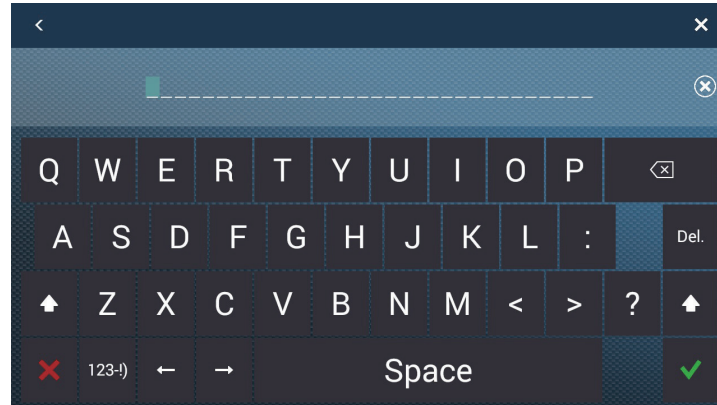 Q W E R T Y U I O P
A S D F G H J K L : Del.
Z X C V B N M < > ?
123-!) ← → Space